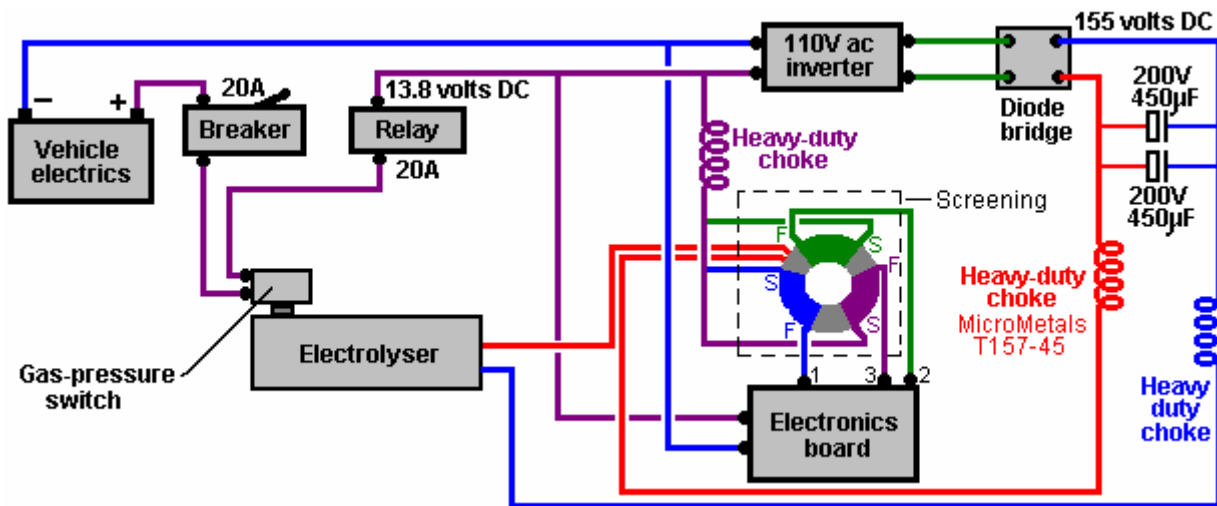 155 volts DC
110V ac
inverter
Diode
bridge
200V
450µF
200V
450µF
–
+
20A
Breaker
13.8 volts DC
Relay
20A
Vehicle
electrics
Heavy-duty
choke
Screening
F
S
F
S
S
F
Heavy-duty
choke
MicroMetals
T157-45
Heavy
duty
choke
Gas-pressure
switch
Electrolyser
1
3
2
Electronics
board